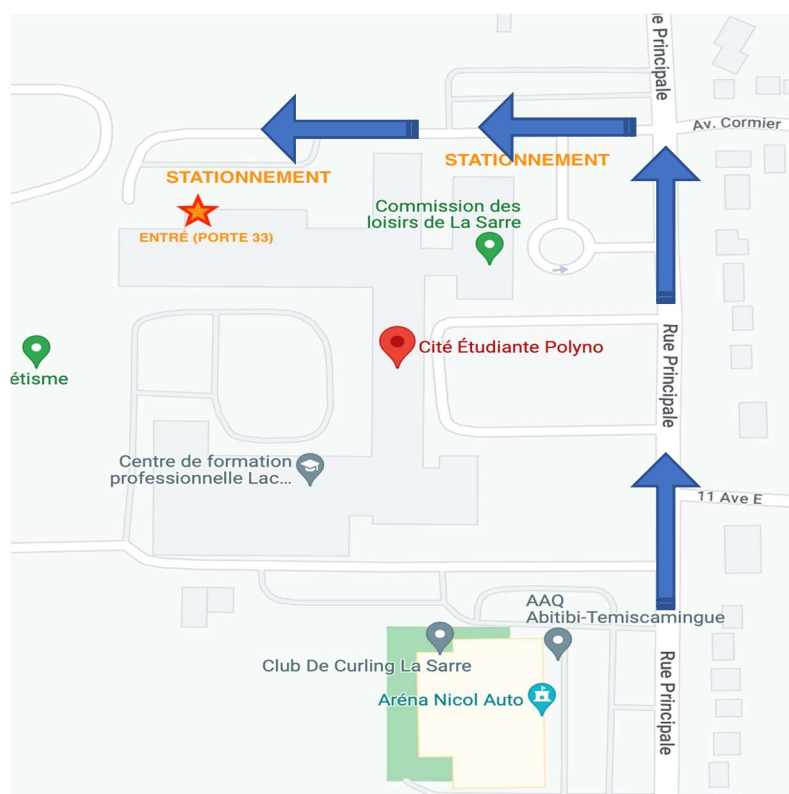 ue Principale
Av. Cormier
STATIONNEMENT
STATIONNEMENT
Commission des
loisirs de La Sarre
ENTRÉ (PORTE 33)
Rue Principale
Cité Étudiante Polyno
étisme
Centre de formation
professionnelle Lac...
11 Ave E
AAQ
Abitibi-Temiscamingue
Club De Curling La Sarre
Rue Principale
Aréna Nicol Auto